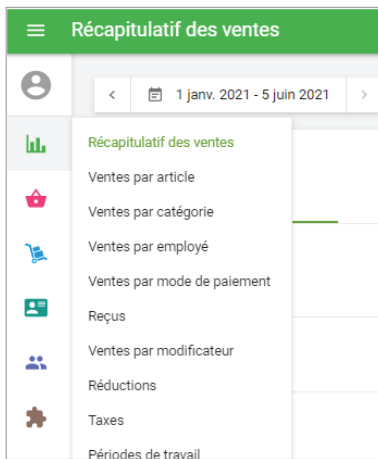 Récapitulatif des ventes
1 janv. 2021 - 5 juin 2021
Récapitulatif des ventes
Ventes par article
Ventes par catégorie
Ventes par employé
Ventes par mode de paiement
Reçus
Ventes par modificateur
Réductions
Taxes
Périodes de travail